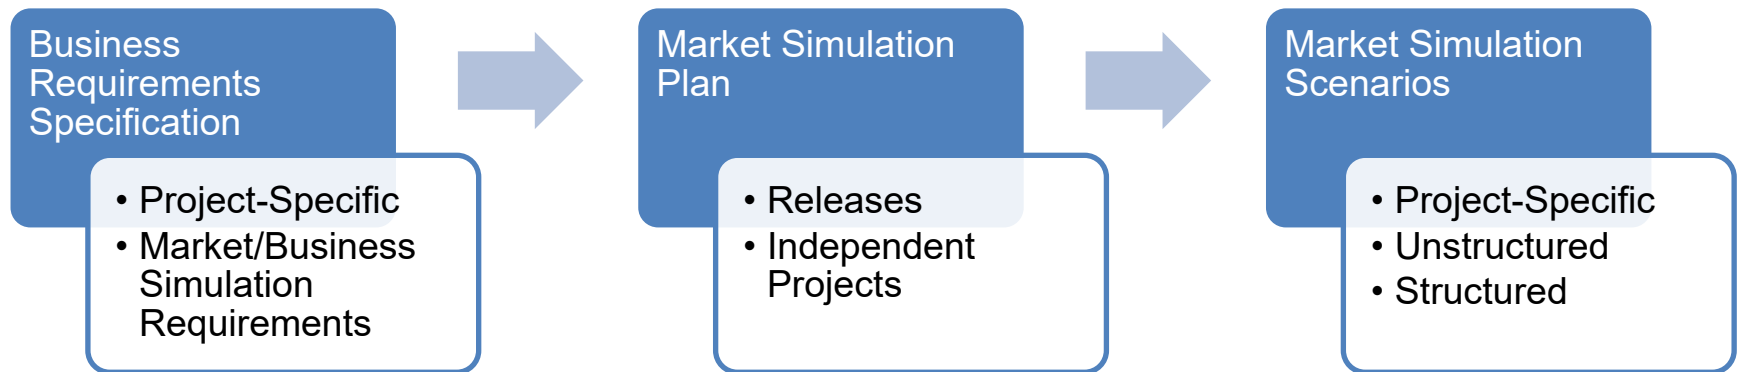 Business
Requirements
Specification
• Project-Specific
• Market/Business
Simulation
Requirements
Market Simulation
Plan
• Releases
• Independent
Projects
Market Simulation
Scenarios
• Project-Specific
• Unstructured
• Structured